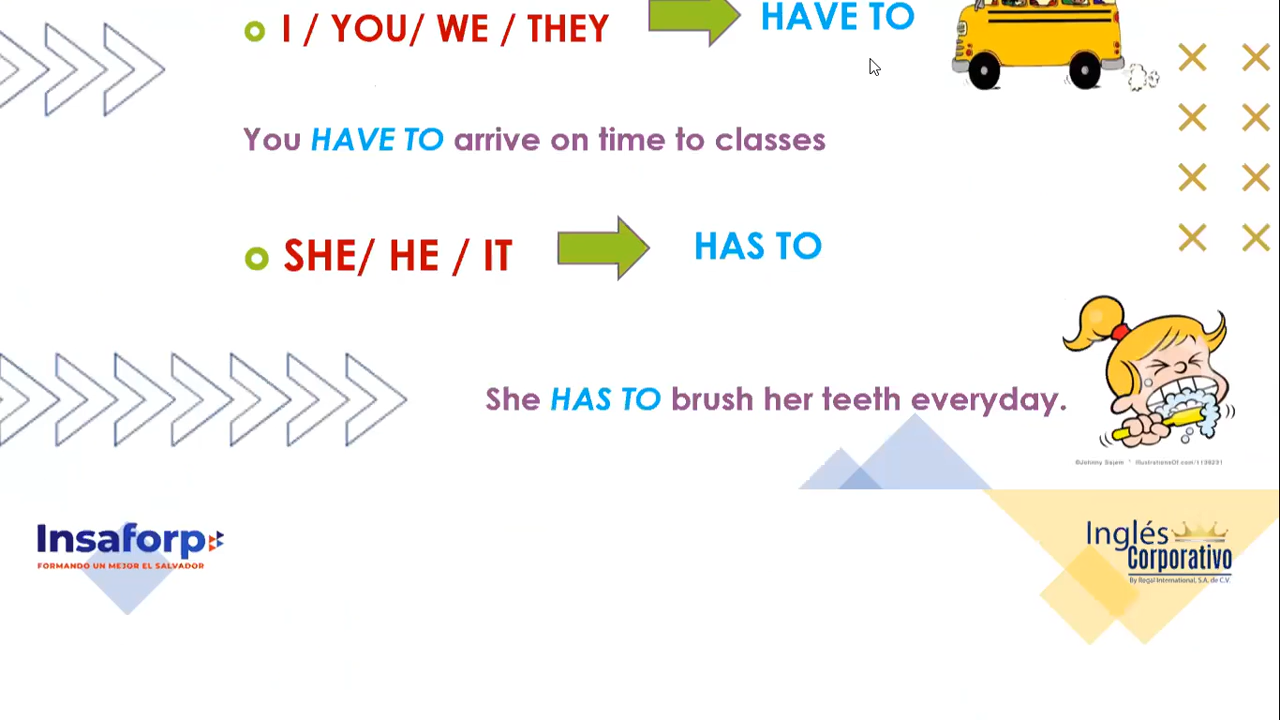 I / YOU/ WE / THEY HAVE TO
You HAVE TO arrive on time to classes
SHE/ HE / IT HAS TO
She HAS TO brush her teeth everyday.
Insaforp
FORMANDO UN MEJOR EL SALVADOR
Inglés
Corporativo
By Regal International, S.A. de C.V.